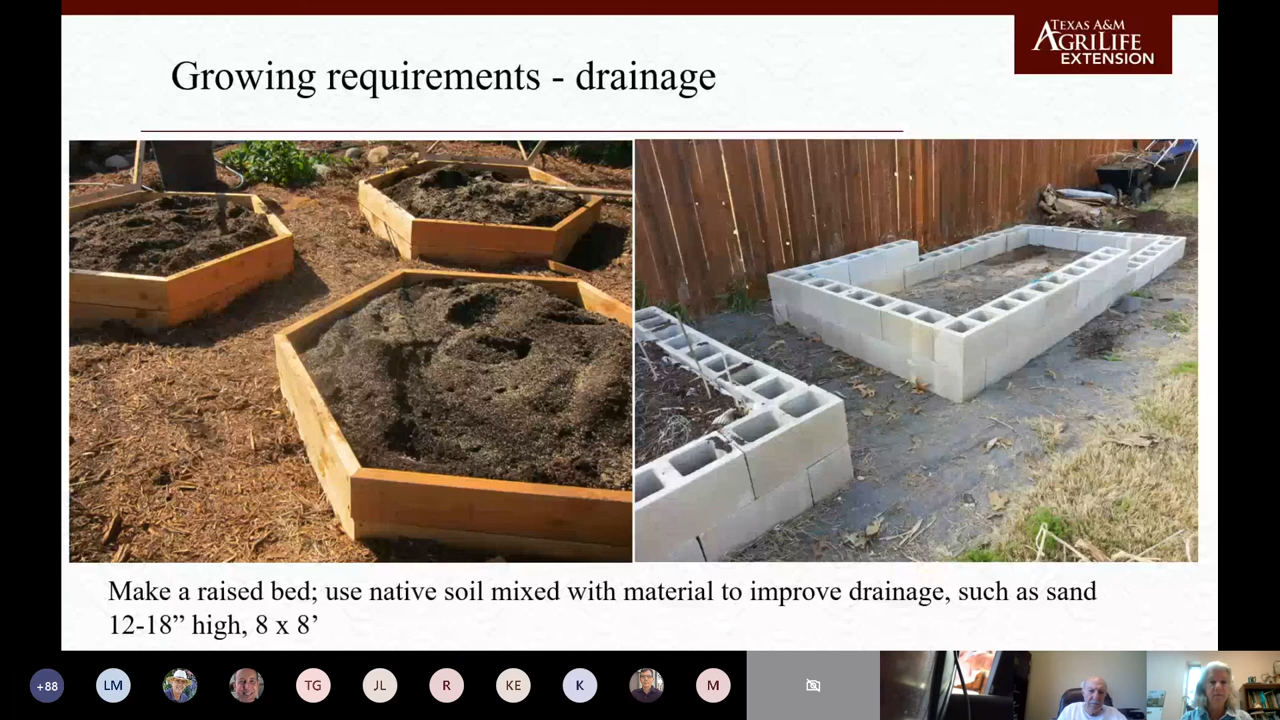 TEXAS A&M
AGRILIFE
EXTENSION
Growing requirements - drainage
Make a raised bed; use native soil mixed with material to improve drainage, such as sand
12-18” high, 8 x 8’
+88
LM
TG
JL
R
KE
K
M